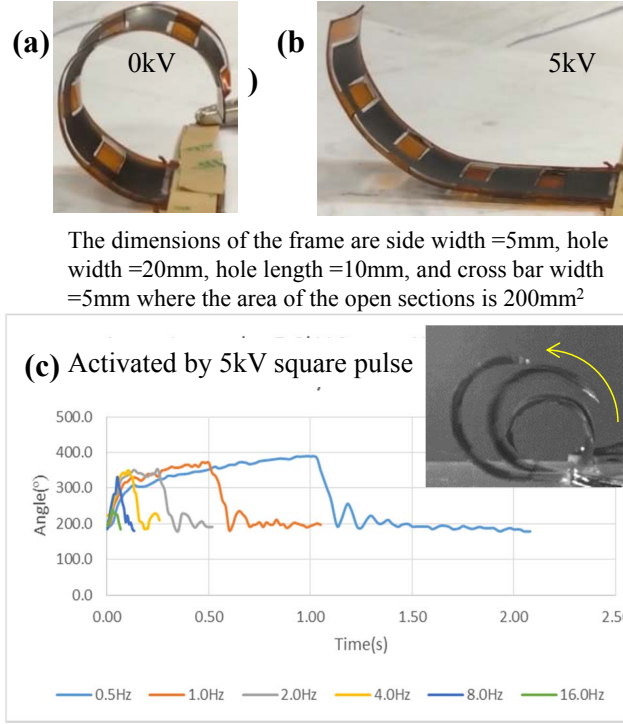 (a)
0kV
(b
)
5kV
The dimensions of the frame are side width =5mm, hole
width =20mm, hole length =10mm, and cross bar width
=5mm where the area of the open sections is 200mm²
(c) Activated by 5kV square pulse
500.0
400.0
300.0
200.0
100.0
0.0
Angle(°)
0.00 0.50 1.00 1.50 2.00 2.50
Time(s)
0.5Hz 1.0Hz 2.0Hz 4.0Hz 8.0Hz 16.0Hz